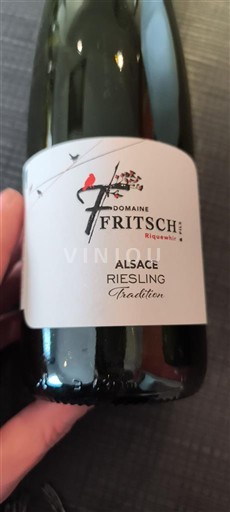 DOMAINE
FRITSCH
Riquewihr
VINIOU
ALSACE
RIESLING
Tradition